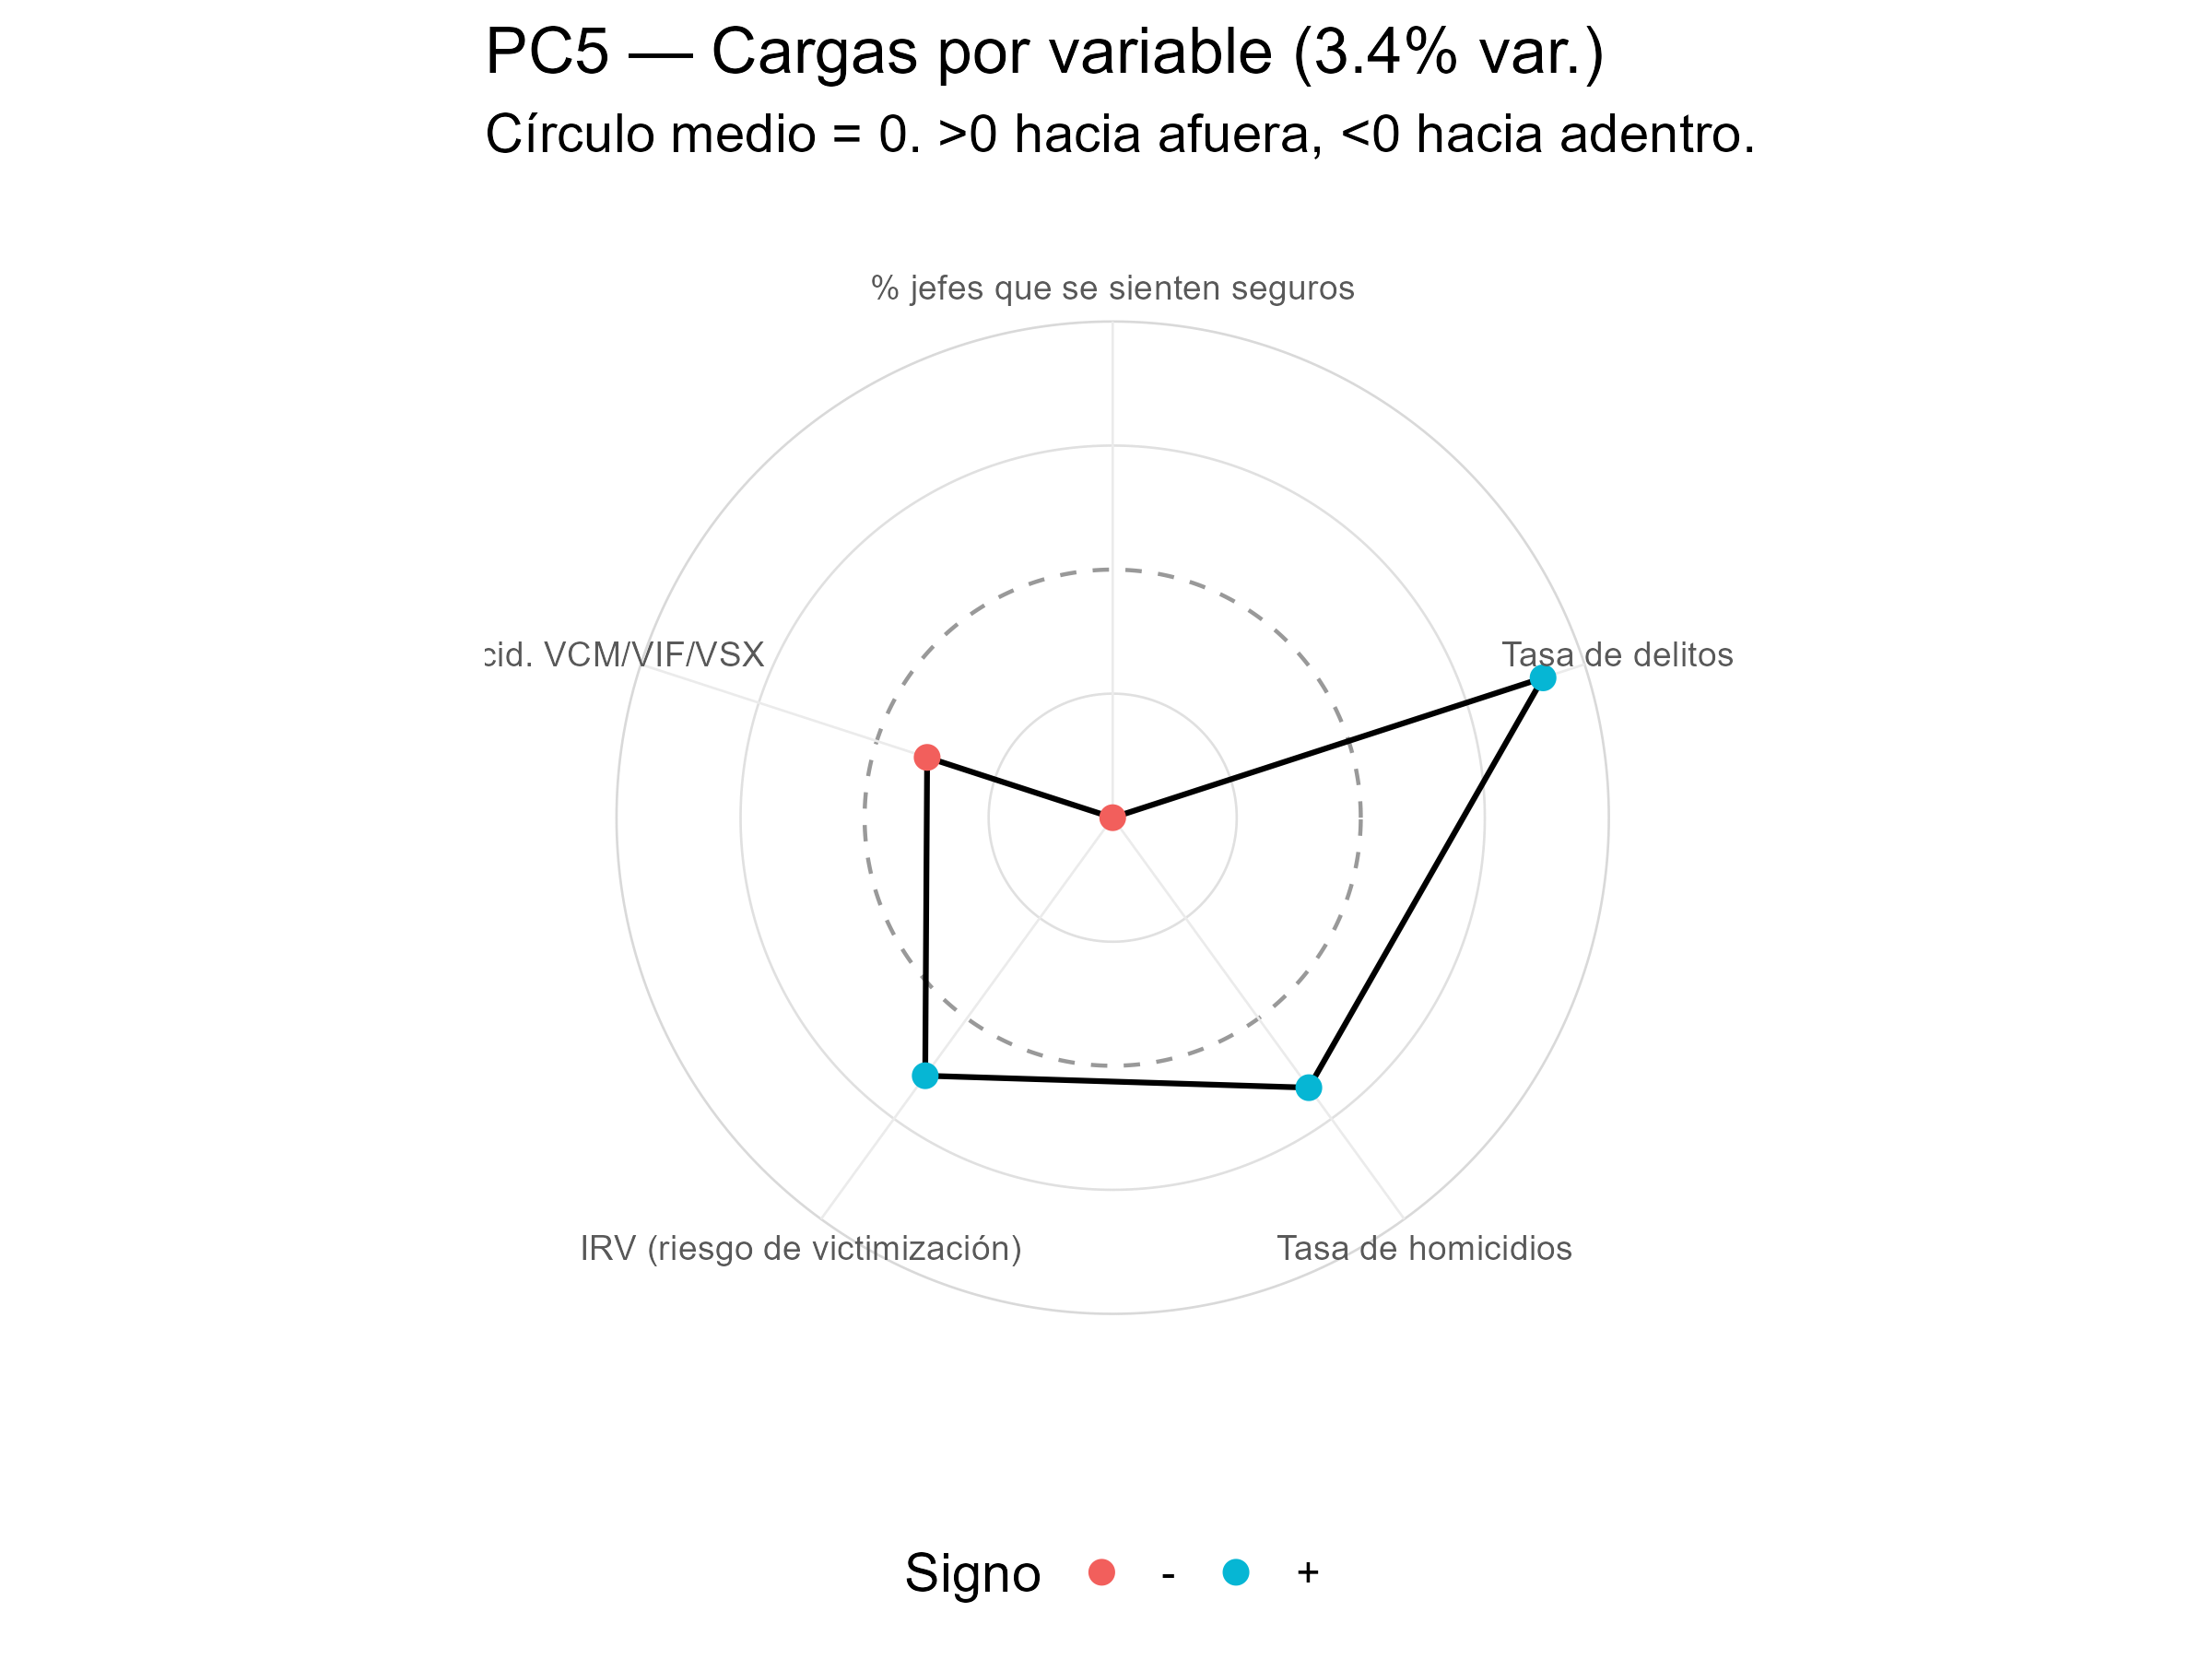 PC5 — Cargas por variable (3.4% var.)
Círculo medio = 0. >0 hacia afuera, <0 hacia adentro.
% jefes que se sienten seguros
cid. VCM/VIF/VSX
Tasa de delitos
IRV (riesgo de victimización)
Tasa de homicidios
Signo - +